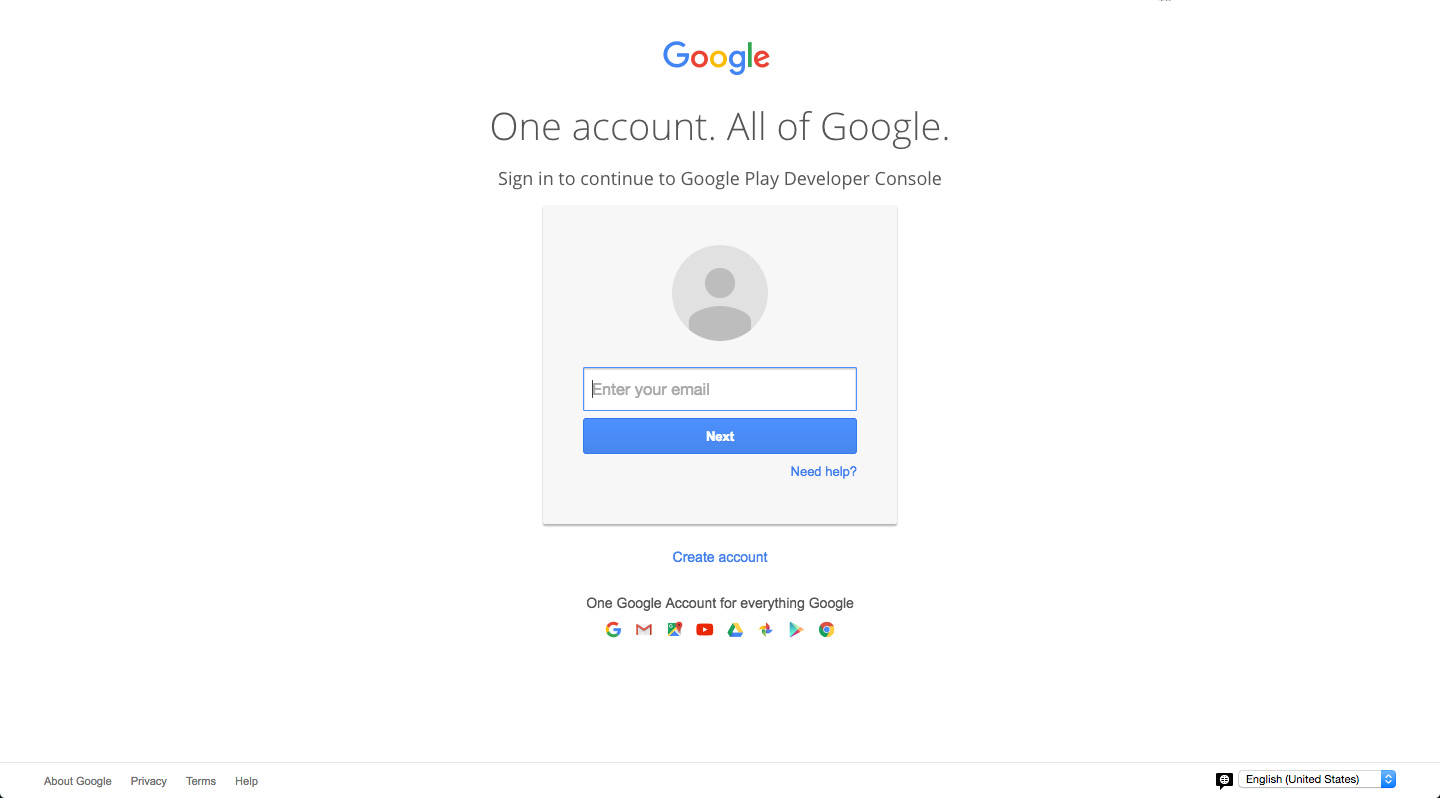 Google
One account. All of Google.
Sign in to continue to Google Play Developer Console
Enter your email
Next
Need help?
Create account
One Google Account for everything Google
About Google Privacy Terms Help English (United States)